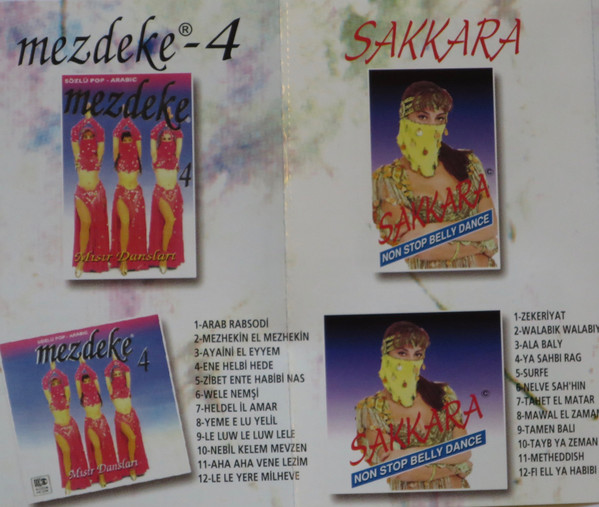 mezdeke®-4
SÖZLÜ POP - ARABIC
mezdeke
4
Mısır Dansları
SÖZLÜ POP - ARABIC
mezdeke®
4
Mısır Dansları
1-ARAB RABSODİ
2-MEZHEKİN EL MEZHEKİN
3-AYAİNİ EL EYYEM
4-ENE HELBİ HEDE
5-ZİBET ENTE HABİBİ NAS
6-WELE NEMŞİ
7-HELDEL İL AMAR
8-YEME E LU YELİL
9-LE LUW LE LUW LELE
10-NEBİL KELEM MEVZEN
11-AHA AHA VENE LEZİM
12-LE LE YERE MİLHEVE
SAKKARA
SAKKARA©
NON STOP BELLY DANCE
SAKKARA©
NON STOP BELLY DANCE
1-ZEKERİYAT
2-WALABIK WALABIY
3-ALA BALY
4-YA SAHBI RAG
5-SURFE
6-NELVE SAH'HIN
7-TAHET EL MATAR
8-MAWAL EL ZAMAN
9-TAMEN BALI
10-TAYB YA ZEMAN
11-METHEDDISH
12-FI ELL YA HABIBI